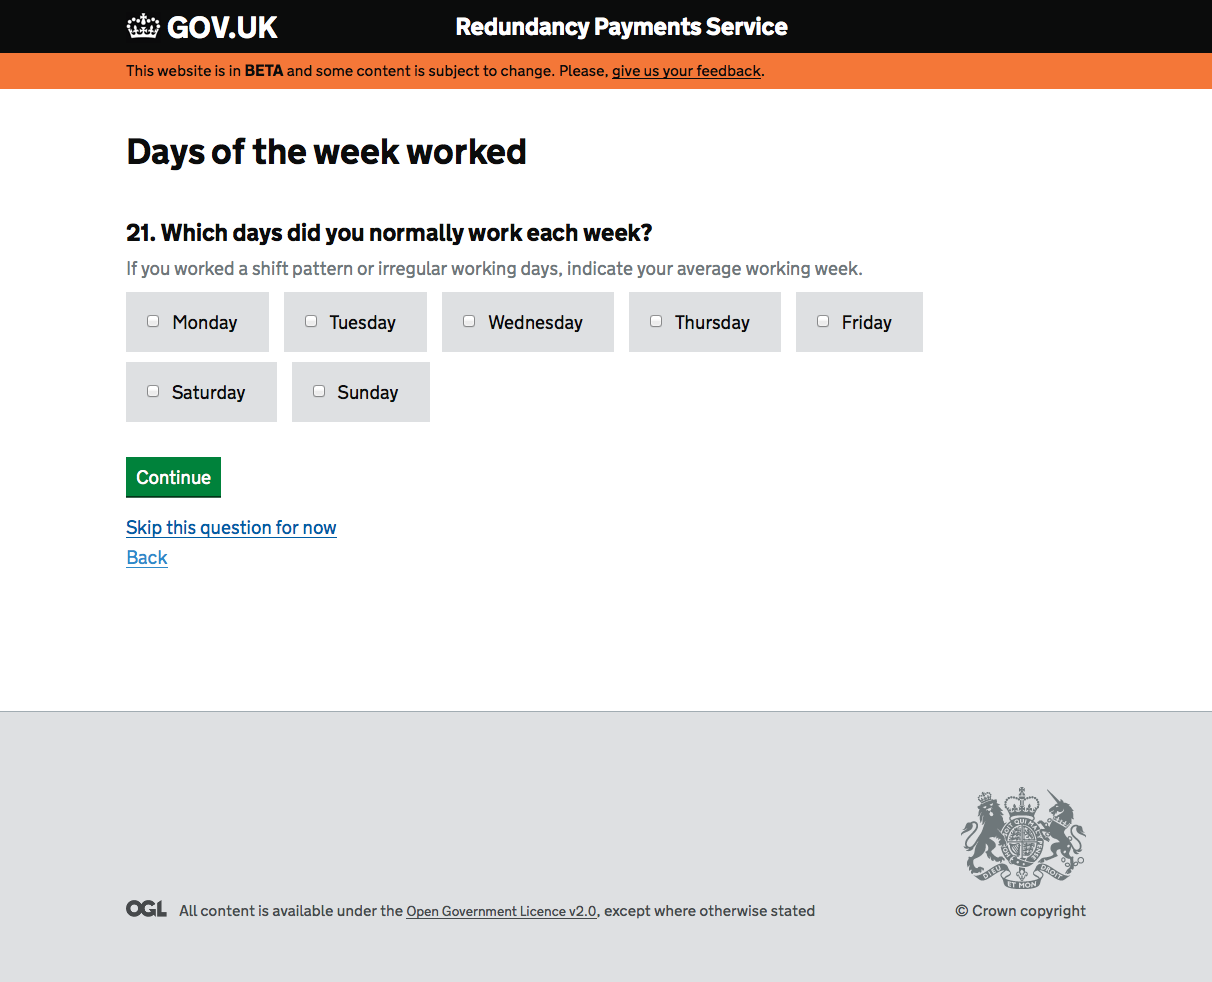 GOV.UK Redundancy Payments Service
This website is in BETA and some content is subject to change. Please, give us your feedback.
Days of the week worked
21. Which days did you normally work each week?
If you worked a shift pattern or irregular working days, indicate your average working week.
Monday Tuesday Wednesday Thursday Friday
Saturday Sunday
Continue
Skip this question for now
Back
DIEU ET MON DROIT
OGL All content is available under the Open Government Licence v2.0, except where otherwise stated
© Crown copyright